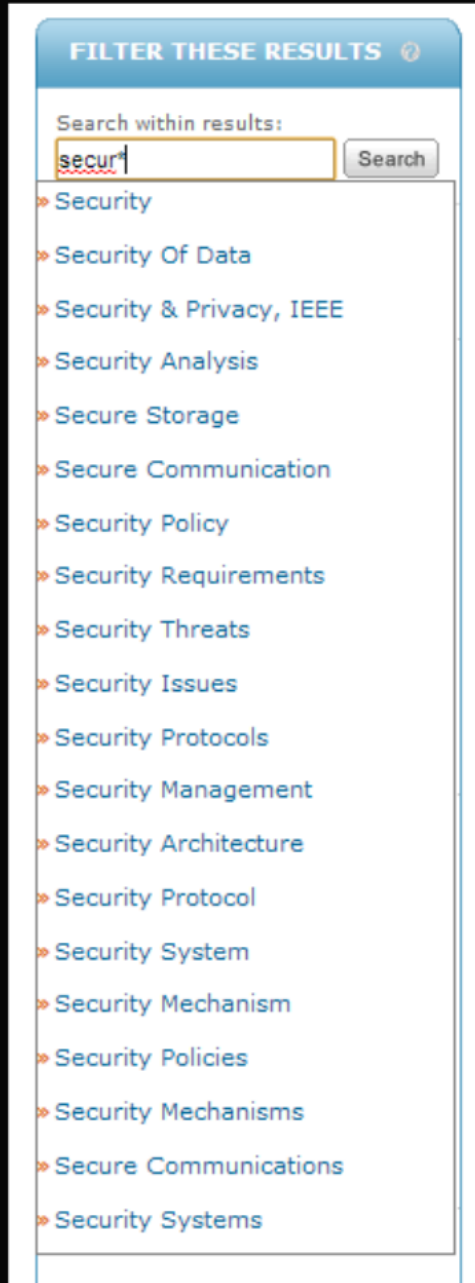 FILTER THESE RESULTS ?
Search within results:
secur* Search
» Security
» Security Of Data
» Security & Privacy, IEEE
» Security Analysis
» Secure Storage
» Secure Communication
» Security Policy
» Security Requirements
» Security Threats
» Security Issues
» Security Protocols
» Security Management
» Security Architecture
» Security Protocol
» Security System
» Security Mechanism
» Security Policies
» Security Mechanisms
» Secure Communications
» Security Systems